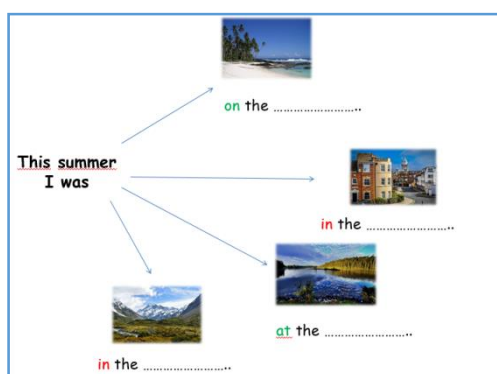 on the ……………………..
This summer
I was
in the ……………………..
at the ……………………..
in the ……………………..